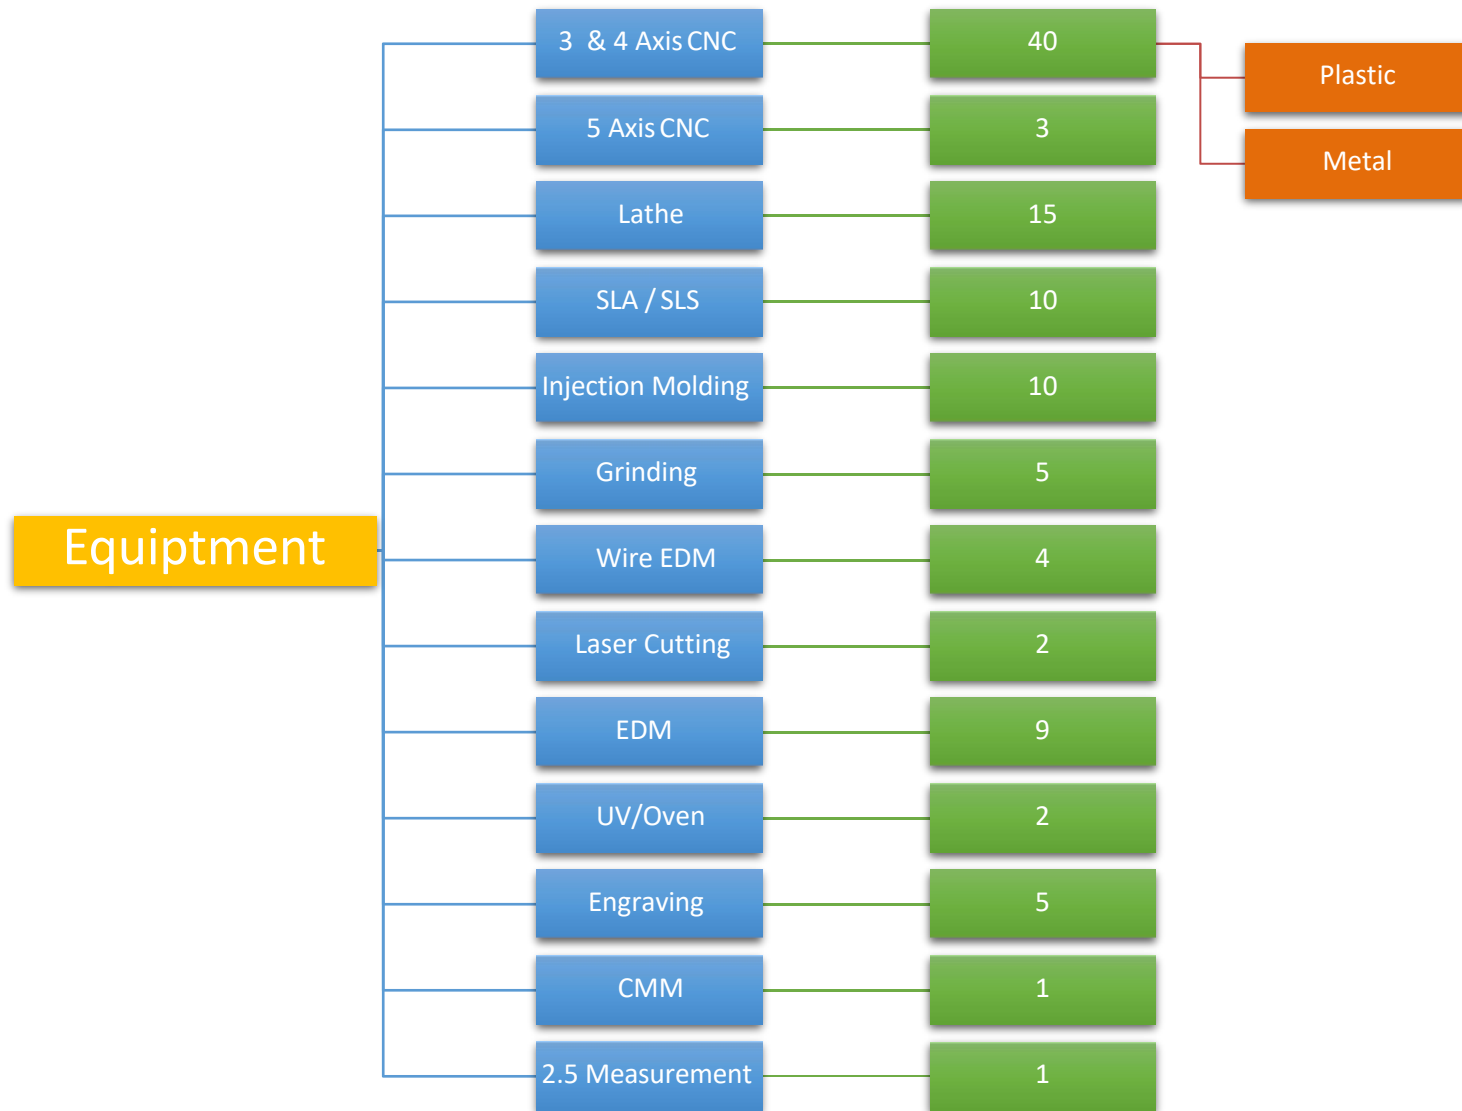 3 & 4 Axis CNC
40
Plastic
5 Axis CNC
3
Metal
Lathe
15
SLA / SLS
10
Injection Molding
10
Grinding
5
Equiptment
Wire EDM
4
Laser Cutting
2
EDM
9
UV/Oven
2
Engraving
5
CMM
1
2.5 Measurement
1